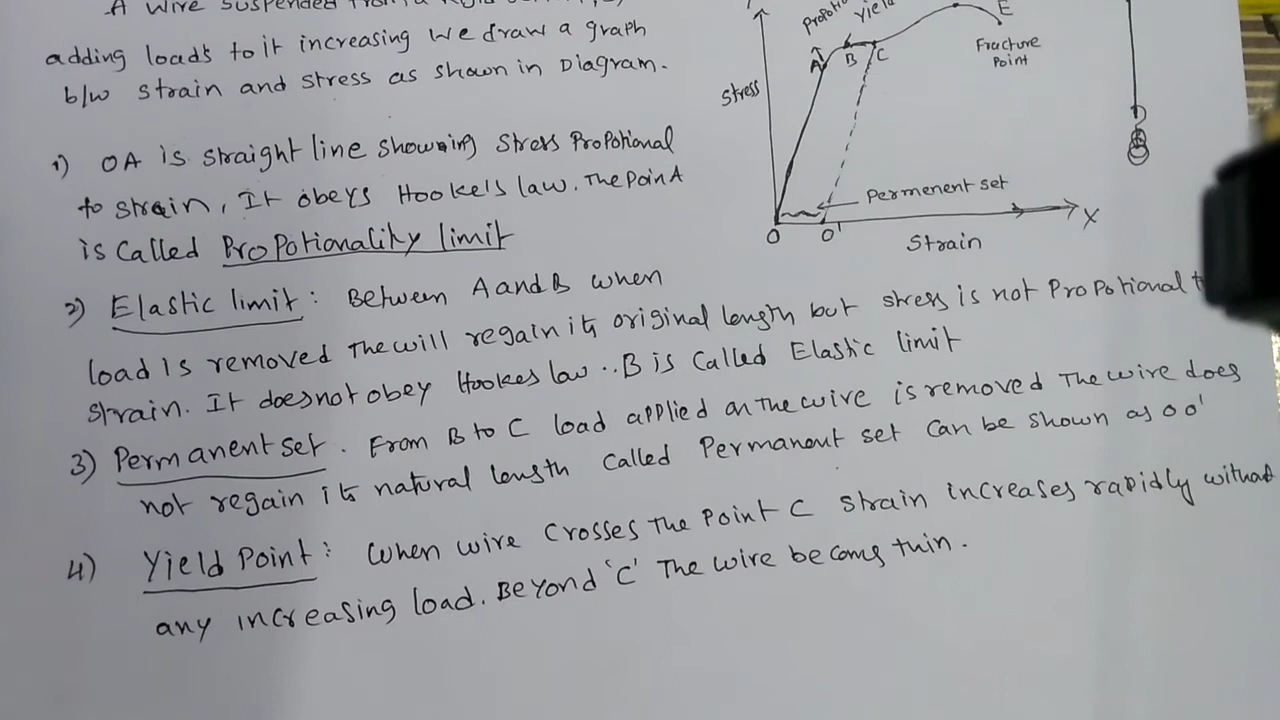 A wire suspended from a
adding loads to it increasing we draw a graph
b/w strain and stress as shown in Diagram.
1) OA is straight line showing stress Propotional
to strain, It obeys Hooke's law. The Poin A
is called Propotionality limit
2) Elastic limit: Between A and B when
load is removed The will regain its original length but stress is not Propotional
strain. It does not obey Hookes law ∴ B is called Elastic limit
3) Permanent set. From B to C load applied on the wire is removed The wire does
not regain its natural length called Permanent set can be shown as OO'
4) Yield Point: when wire crosses the Point C strain increases rapidly without
any increasing load. Beyond 'C' The wire becomes thin.
Yield
A
B
C
E
Fracture
Point
Stress
Permenent set
O
O'
X
Strain